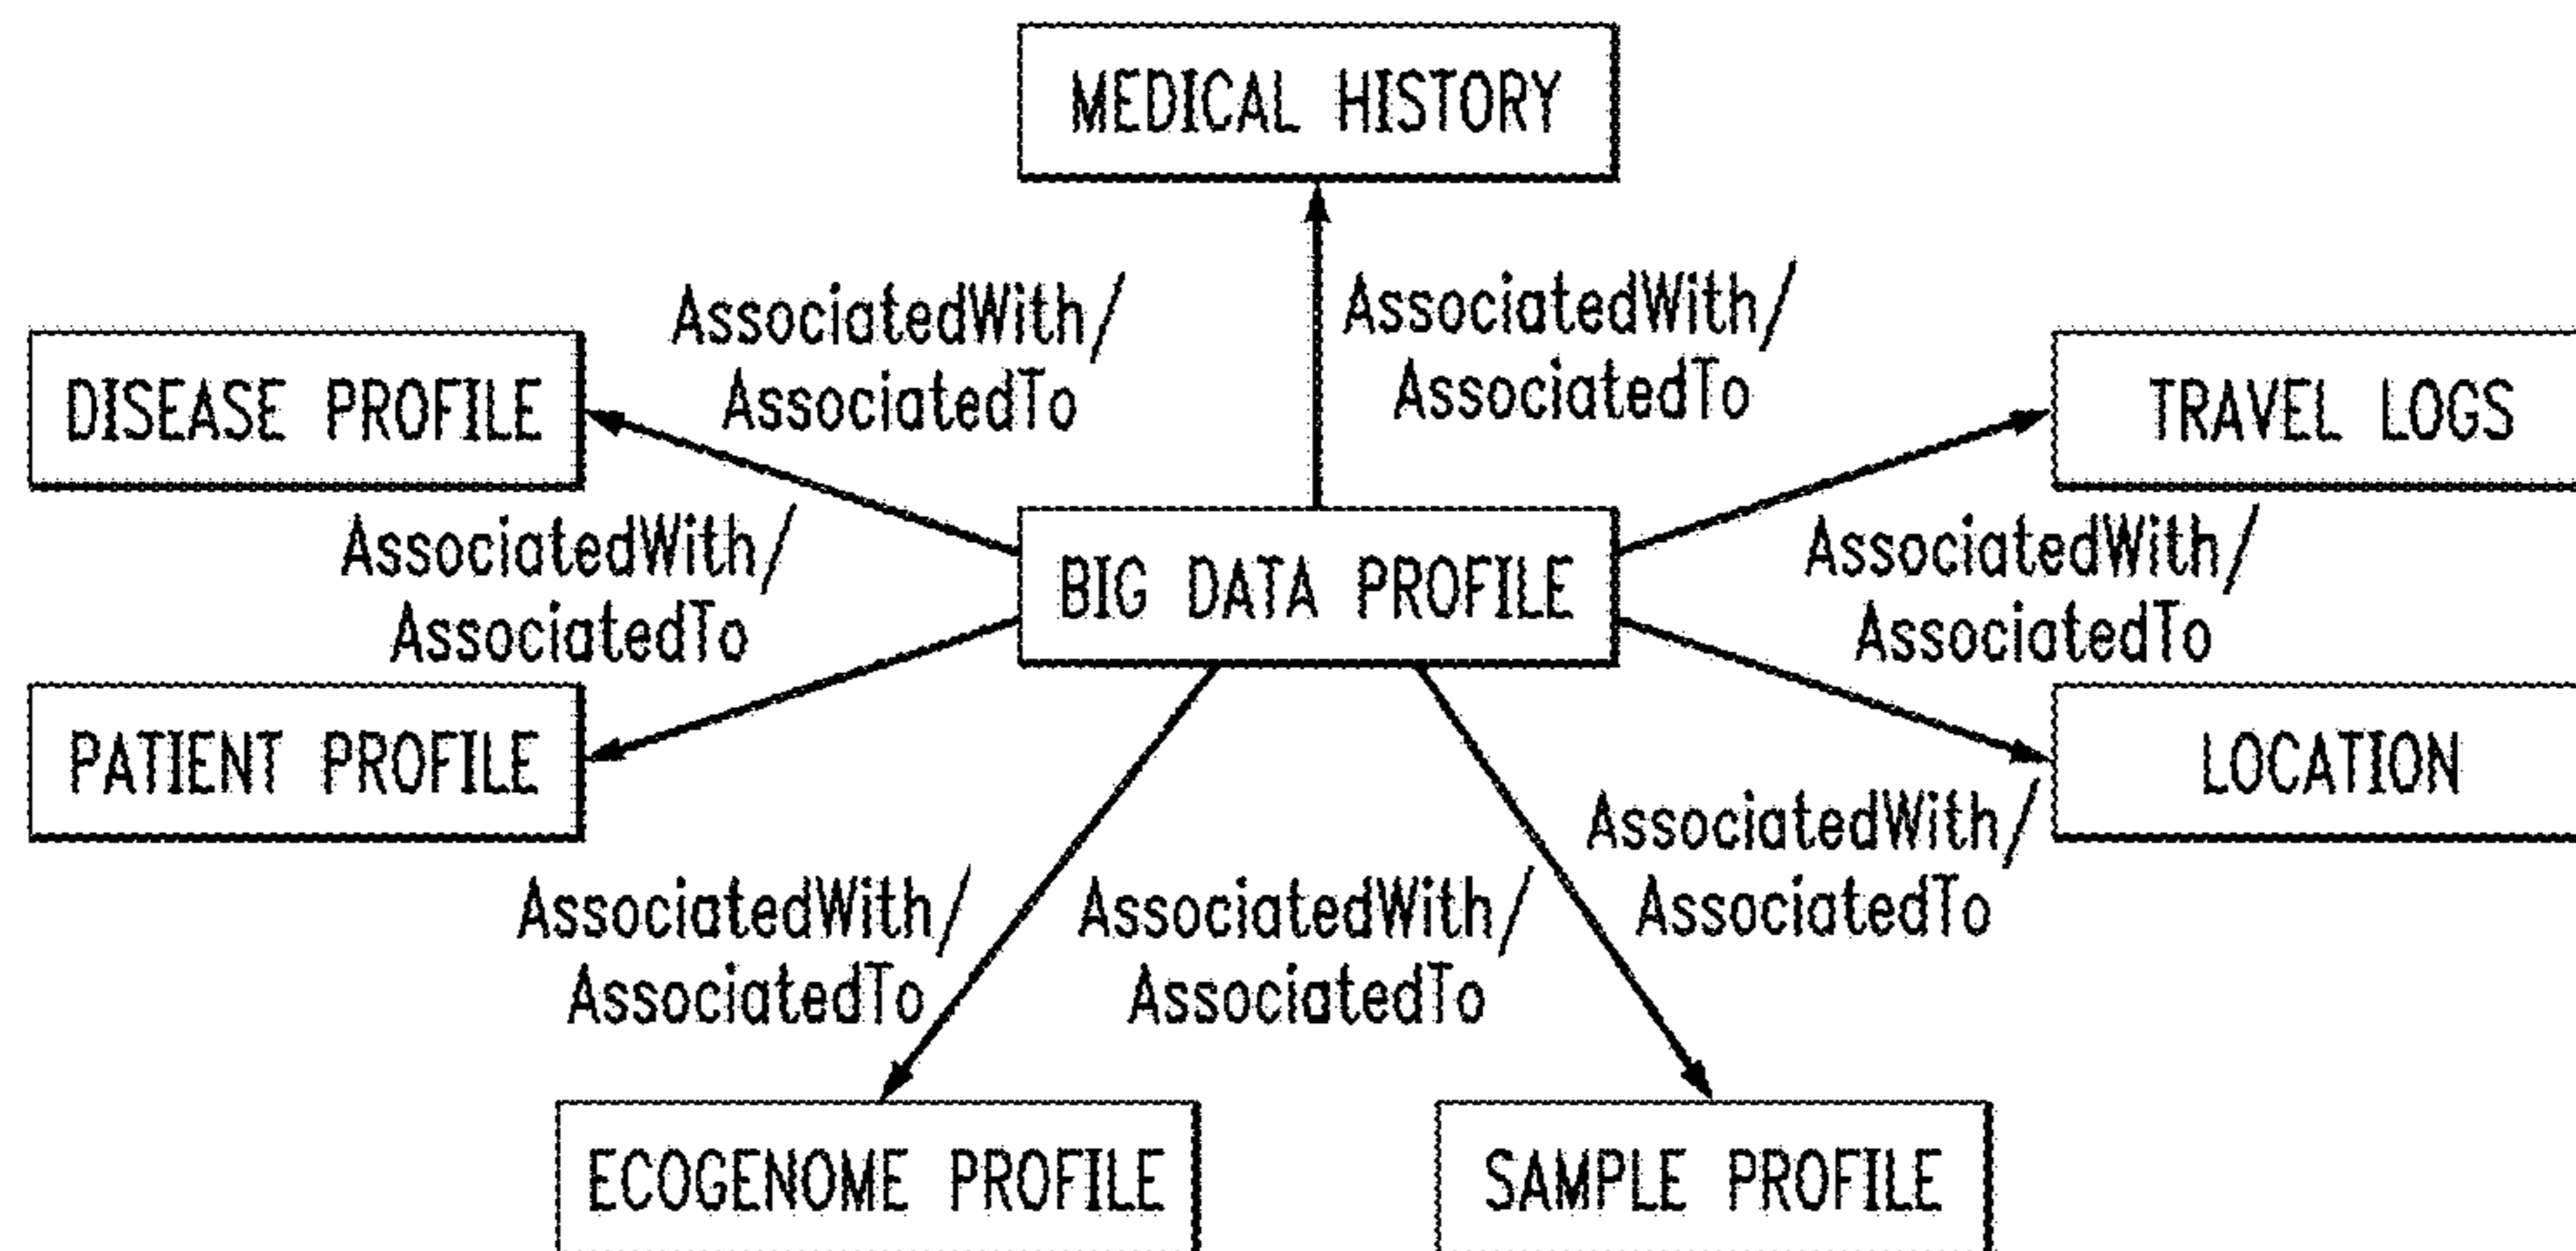 MEDICAL HISTORY
AssociatedWith/
AssociatedTo
AssociatedWith/
AssociatedTo
DISEASE PROFILE
TRAVEL LOGS
AssociatedWith/
AssociatedTo
BIG DATA PROFILE
AssociatedWith/
AssociatedTo
PATIENT PROFILE
LOCATION
AssociatedWith/
AssociatedTo
AssociatedWith/
AssociatedTo
AssociatedWith/
AssociatedTo
ECOGENOME PROFILE
SAMPLE PROFILE